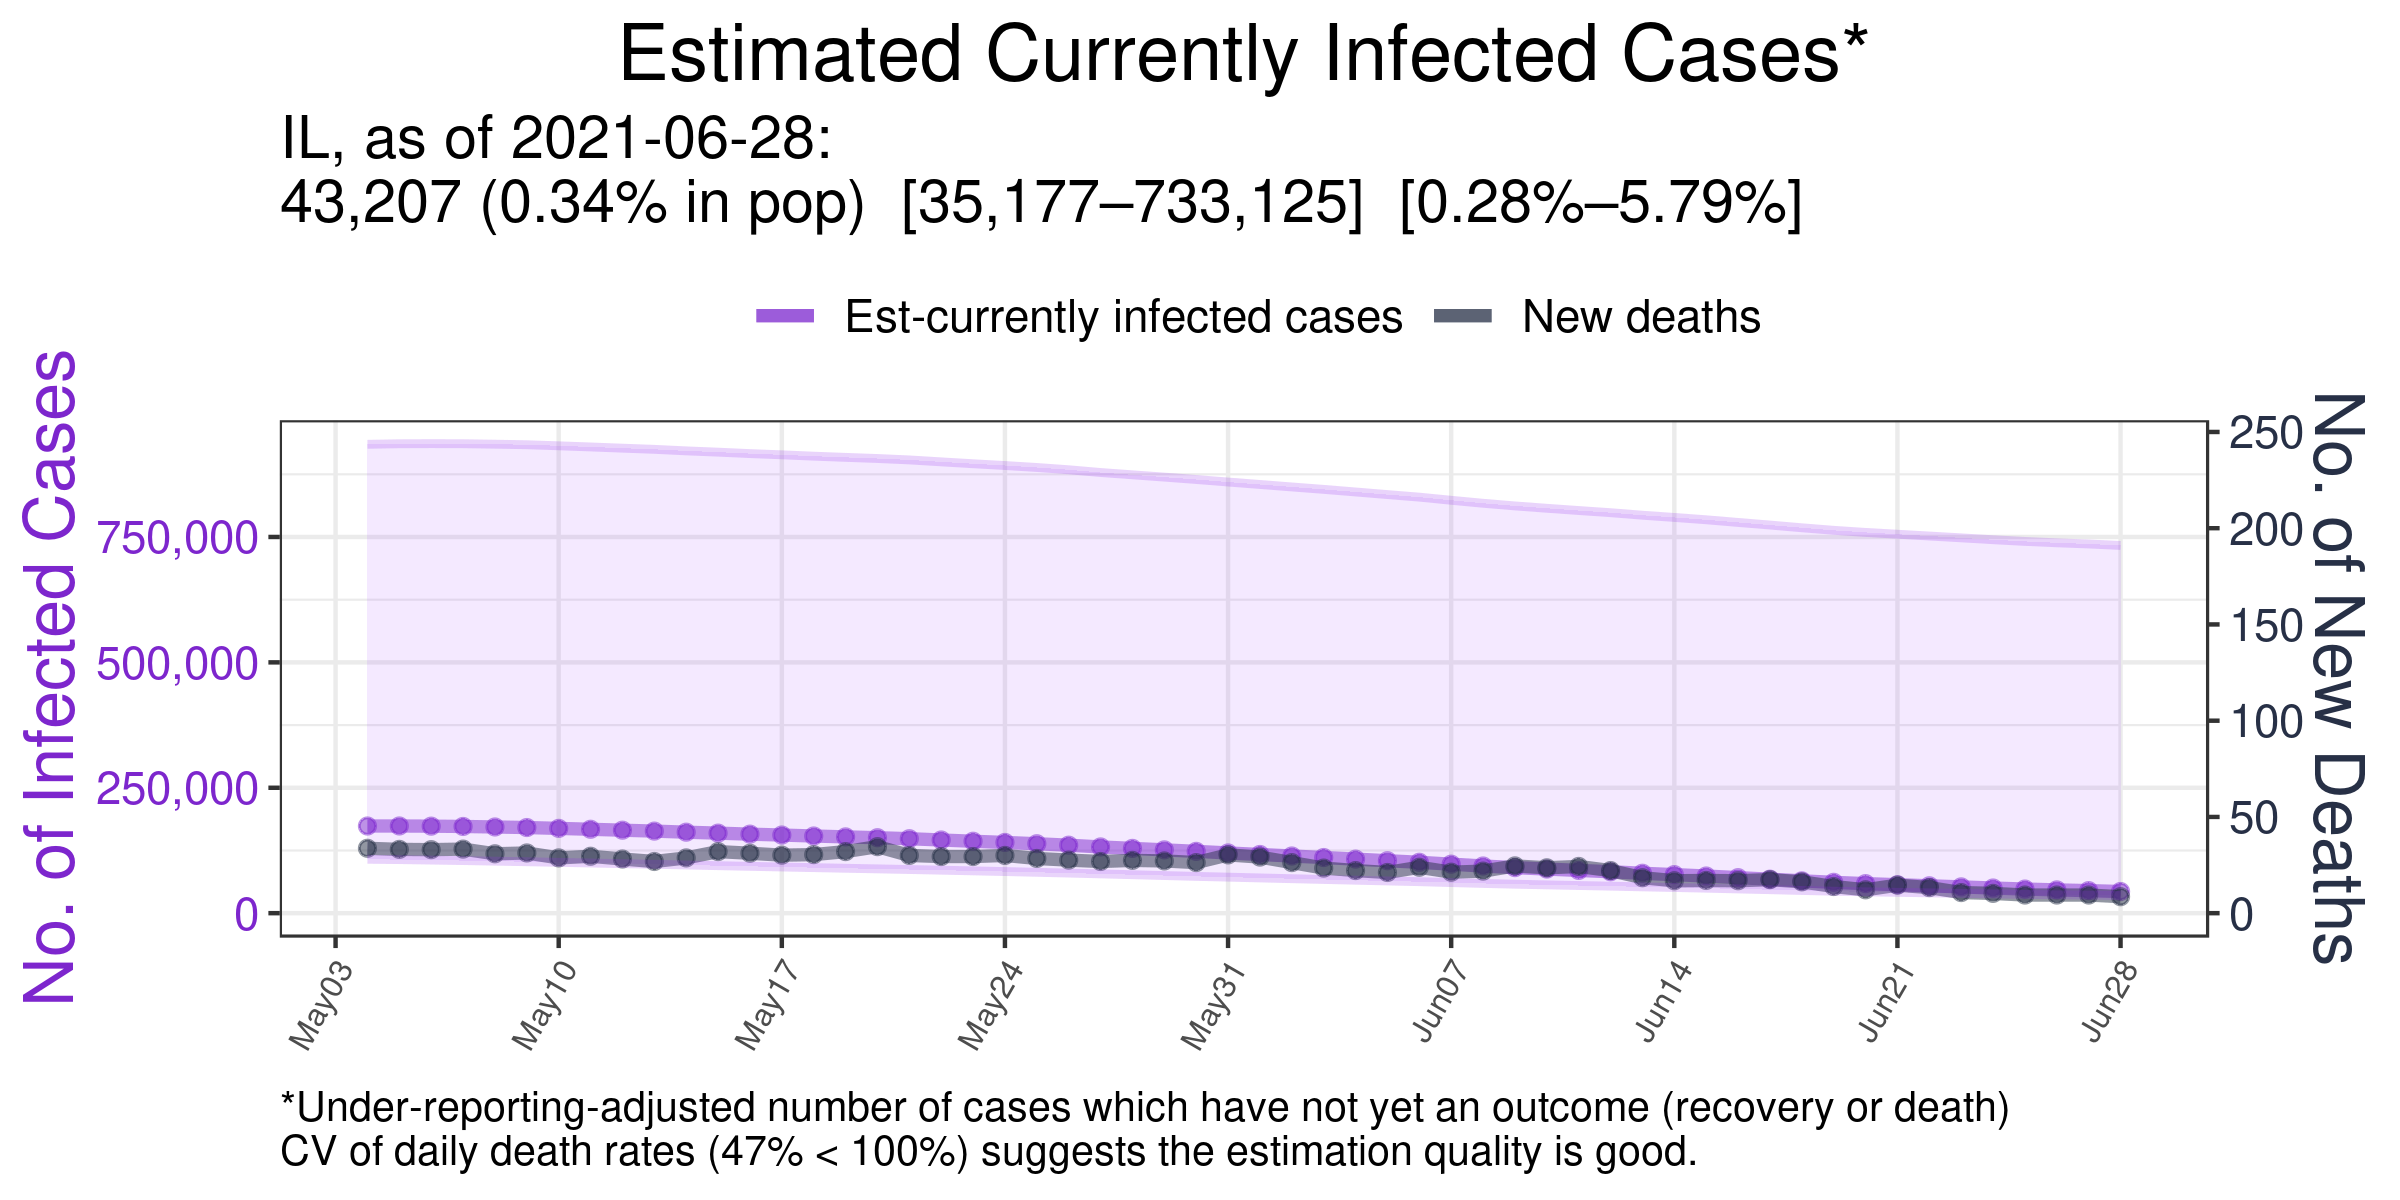 Estimated Currently Infected Cases*
IL, as of 2021-06-28:
43,207 (0.34% in pop)  [35,177–733,125]  [0.28%–5.79%]
Est-currently infected cases
New deaths
No. of Infected Cases
750,000
500,000
250,000
0
250
200
150
100
50
0
No. of New Deaths
May03
May10
May17
May24
May31
Jun07
Jun14
Jun21
Jun28
*Under-reporting-adjusted number of cases which have not yet an outcome (recovery or death)
CV of daily death rates (47% < 100%) suggests the estimation quality is good.